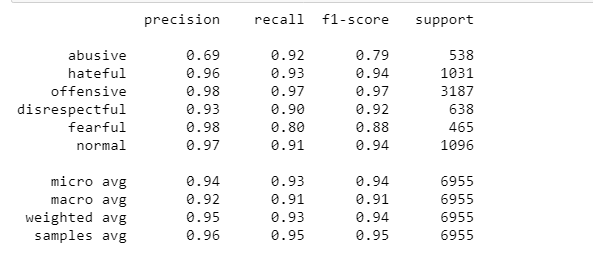 precision recall f1-score support
abusive 0.69 0.92 0.79 538
hateful 0.96 0.93 0.94 1031
offensive 0.98 0.97 0.97 3187
disrespectful 0.93 0.90 0.92 638
fearful 0.98 0.80 0.88 465
normal 0.97 0.91 0.94 1096
micro avg 0.94 0.93 0.94 6955
macro avg 0.92 0.91 0.91 6955
weighted avg 0.95 0.93 0.94 6955
samples avg 0.96 0.95 0.95 6955